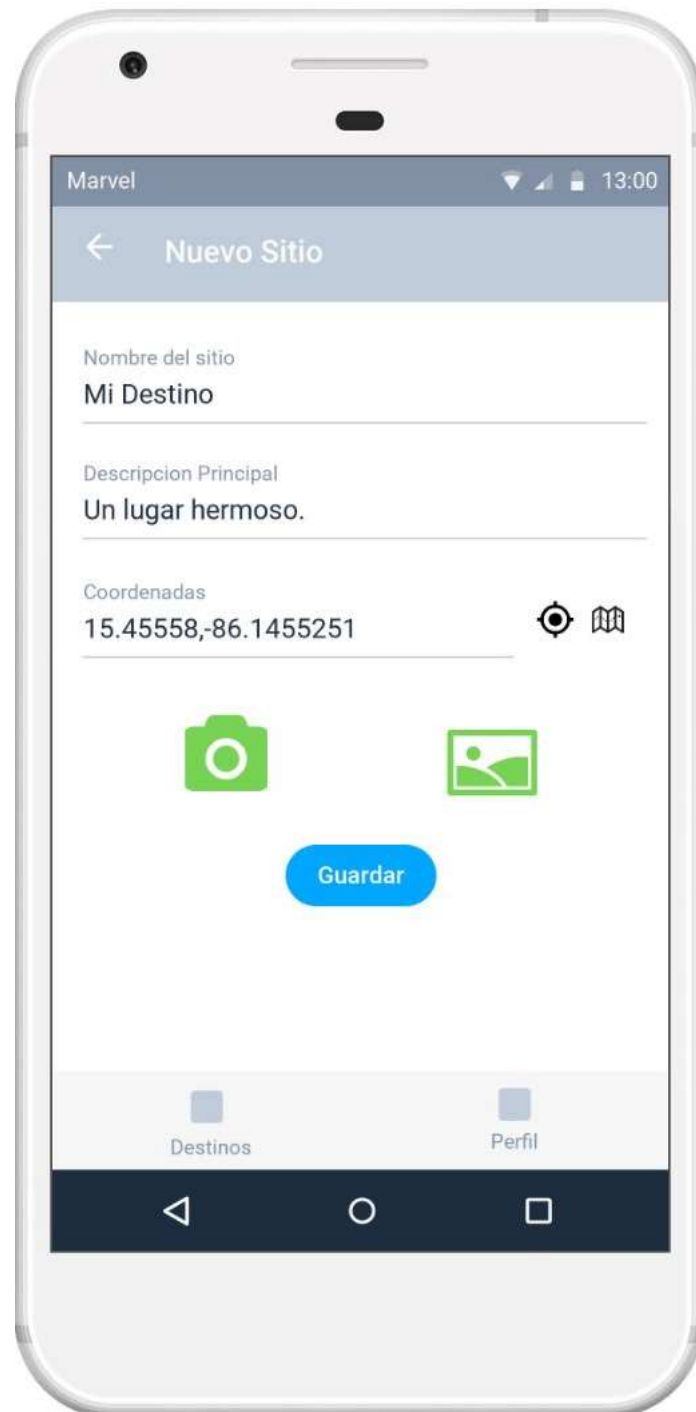 Marvel 13:00
Nuevo Sitio
Nombre del sitio
Mi Destino
Descripcion Principal
Un lugar hermoso.
Coordenadas
15.45558,-86.1455251
Guardar
Destinos Perfil